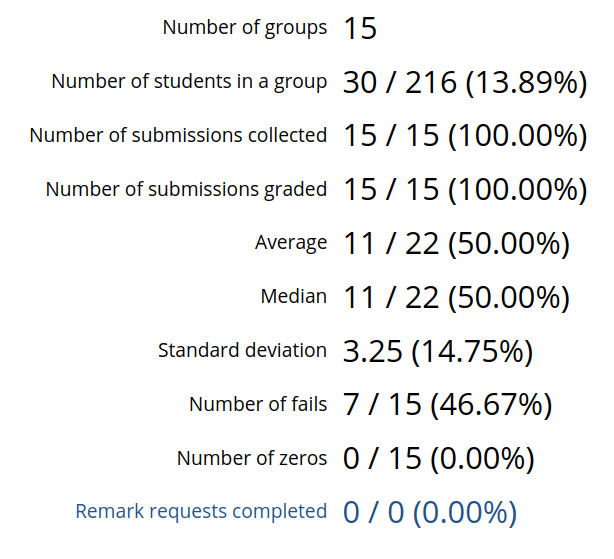 Number of groups 15
Number of students in a group 30 / 216 (13.89%)
Number of submissions collected 15 / 15 (100.00%)
Number of submissions graded 15 / 15 (100.00%)
Average 11 / 22 (50.00%)
Median 11 / 22 (50.00%)
Standard deviation 3.25 (14.75%)
Number of fails 7 / 15 (46.67%)
Number of zeros 0 / 15 (0.00%)
Remark requests completed 0 / 0 (0.00%)